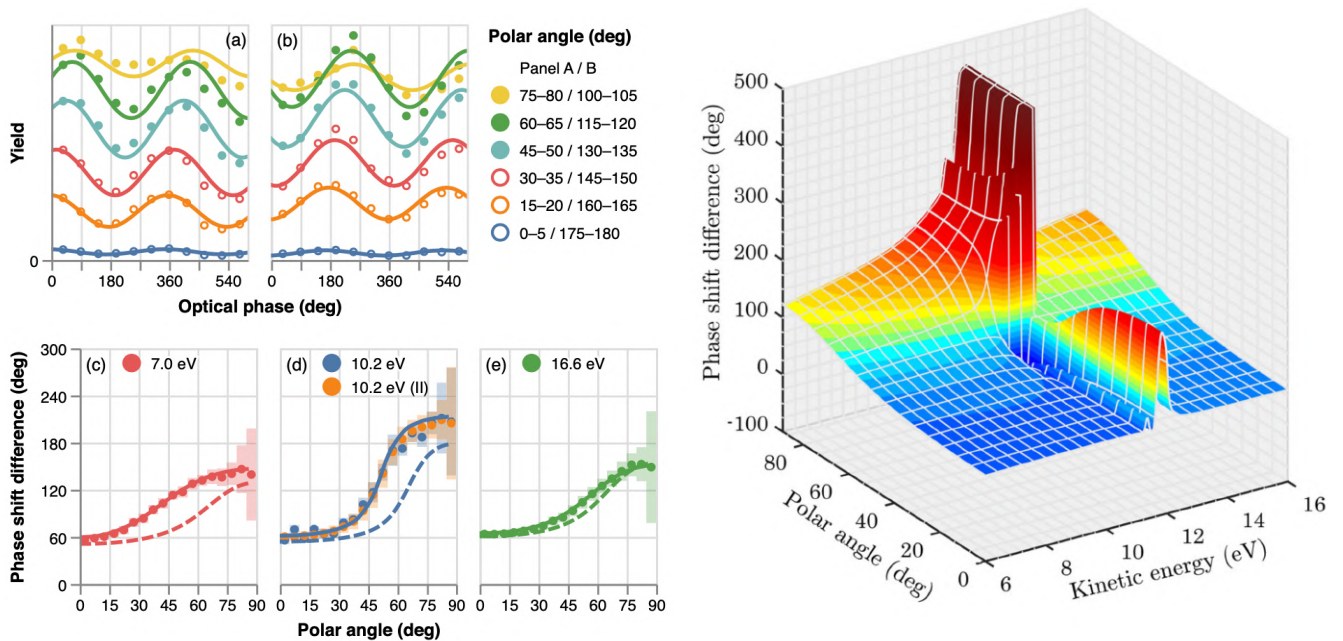 (a)
(b)
Yield
0
0 180 360 540
0 180 360 540
Optical phase (deg)
Polar angle (deg)
Panel A / B
75–80 / 100–105
60–65 / 115–120
45–50 / 130–135
30–35 / 145–150
15–20 / 160–165
0–5 / 175–180
Phase shift difference (deg)
300
240
180
120
60
0
(c) 7.0 eV
(d) 10.2 eV
10.2 eV (II)
(e) 16.6 eV
0 15 30 45 60 75 90
0 15 30 45 60 75 90
0 15 30 45 60 75 90
Polar angle (deg)
Phase shift difference (deg)
500
400
300
200
100
0
-100
80
60
40
20
0
Polar angle (deg)
6
8
10
12
14
16
Kinetic energy (eV)